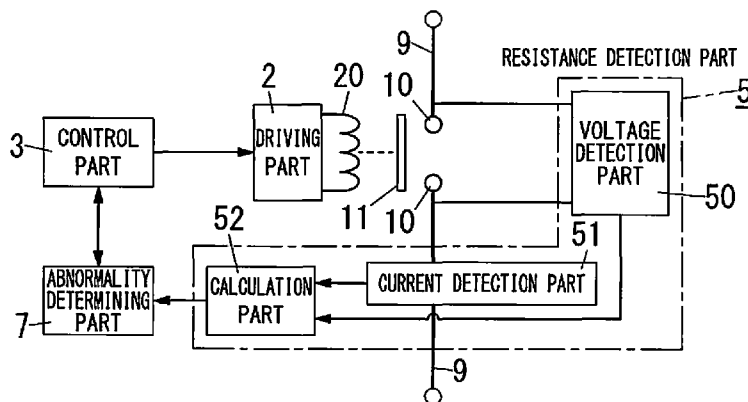 9
RESISTANCE DETECTION PART
2
20
10
5
3
CONTROL
PART
DRIVING
PART
VOLTAGE
DETECTION
PART
11
10
50
52
51
ABNORMALITY
DETERMINING
PART
CALCULATION
PART
CURRENT DETECTION PART
7
9